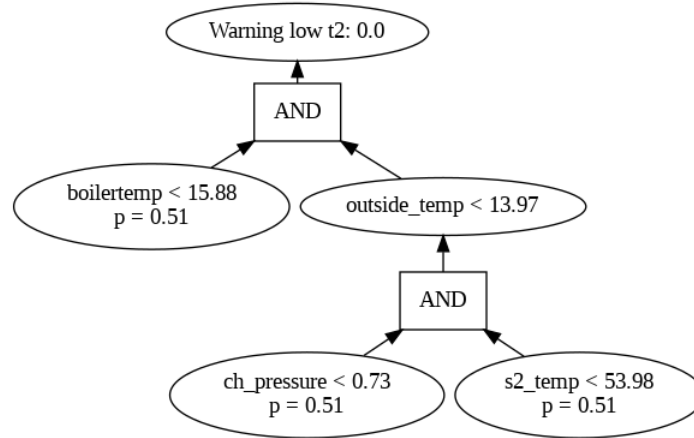 Warning low t2: 0.0
AND
boilertemp < 15.88
p = 0.51
outside_temp < 13.97
AND
ch_pressure < 0.73
p = 0.51
s2_temp < 53.98
p = 0.51